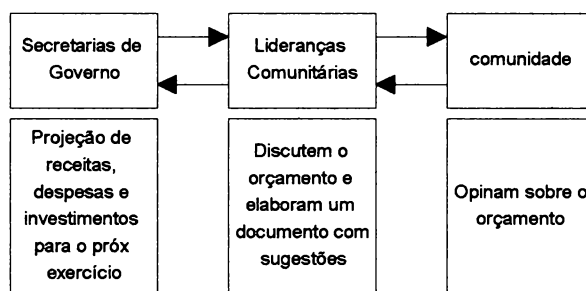 Secretarias de
Governo
Lideranças
Comunitárias
comunidade
Projeção de
receitas,
despesas e
investimentos
para o próx
exercício
Discutem o
orçamento e
elaboram um
documento com
sugestões
Opinam sobre o
orçamento